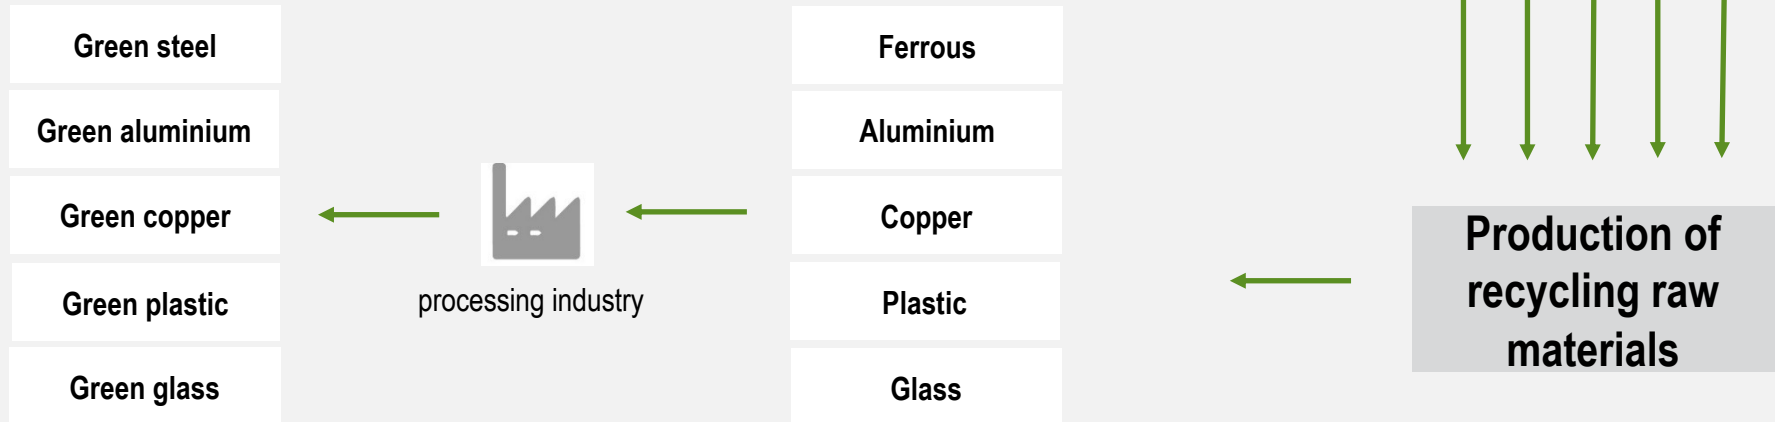 Green steel
Green aluminium
Green copper
Green plastic
Green glass
processing industry
Ferrous
Aluminium
Copper
Plastic
Glass
Production of
recycling raw
materials